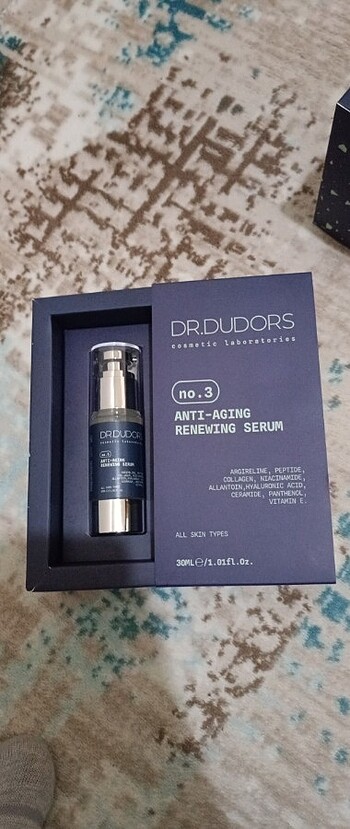 DR.DUDORS
cosmetic laboratories
no.3
ANTI-AGING
RENEWING SERUM
ARGIRELINE, PEPTIDE,
COLLAGEN, NIACINAMIDE,
ALLANTOIN,HYALURONIC ACID,
CERAMIDE, PANTHENOL,
VITAMIN E.
ALL SKIN TYPES
30ML℮/1.01fl.oz.
DR.DUDORS
no.3
ANTI-AGING
RENEWING SERUM